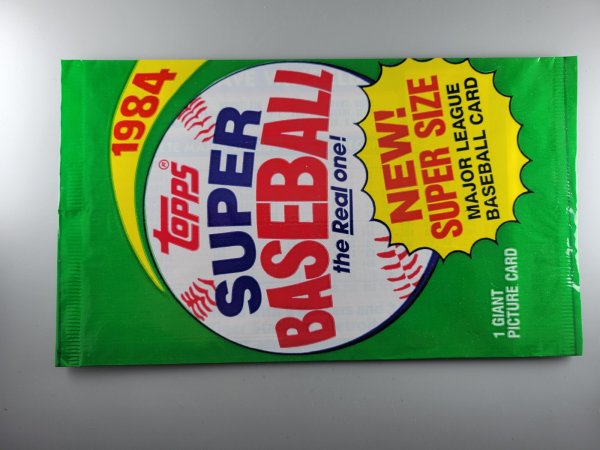 1984
TOPPS®
SUPER
BASEBALL
the Real one!
NEW!
SUPER SIZE
MAJOR LEAGUE
BASEBALL CARD
1 GIANT
PICTURE CARD